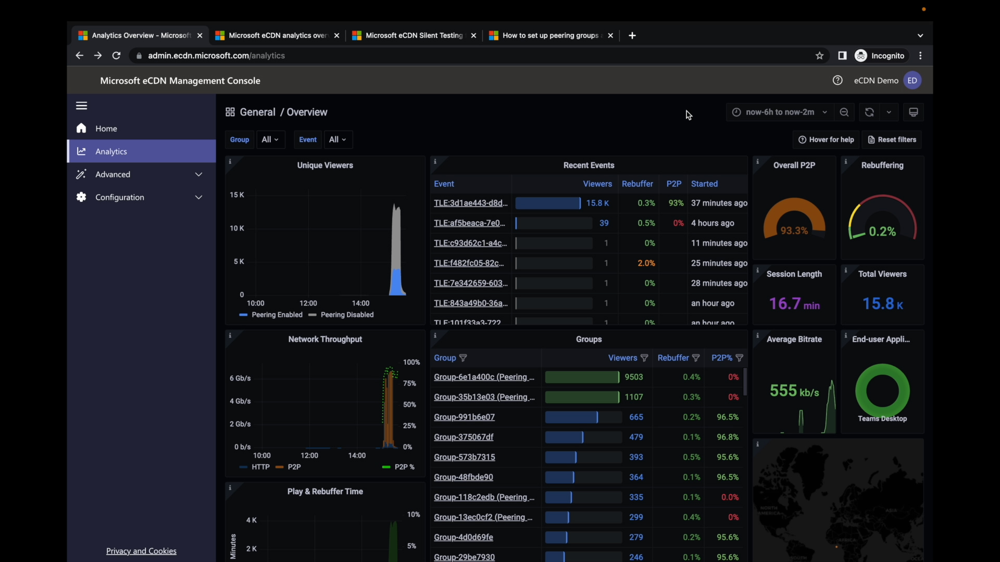 Analytics Overview - Microsoft
Microsoft eCDN analytics over
Microsoft eCDN Silent Testing
How to set up peering groups
admin.ecdn.microsoft.com/analytics
Incognito
Microsoft eCDN Management Console
eCDN Demo
ED
Home
Analytics
Advanced
Configuration
Privacy and Cookies
General / Overview
now-6h to now-2m
Group
All
Event
All
Hover for help
Reset filters
Unique Viewers
15 K
10 K
5 K
0
10:00
12:00
14:00
Peering Enabled
Peering Disabled
Recent Events
Event Viewers Rebuffer P2P Started
TLE:3d1ae443-d8d... 15.8 K 0.3% 93% 37 minutes ago
TLE:af5beaca-7e0... 39 0.5% 0% 4 hours ago
TLE:c93d62c1-a4c... 1 0% 11 minutes ago
TLE:f482fc05-82c... 1 2.0% 25 minutes ago
TLE:7e342659-603... 1 0% 28 minutes ago
TLE:843a49b0-36a... 1 0% an hour ago
TLE:101f33a3-722 1 0% an hour ago
Overall P2P
93.3%
Rebuffering
0.2%
Session Length
16.7 min
Total Viewers
15.8 K
Network Throughput
6 Gb/s
4 Gb/s
2 Gb/s
0 b/s
100%
75%
50%
25%
0%
10:00
12:00
14:00
HTTP
P2P
P2P %
Groups
Group Viewers Rebuffer P2P%
Group-6e1a400c (Peering ... 9503 0.4% 0%
Group-35b13e03 (Peering ... 1107 0.3% 0%
Group-991b6e07 665 0.2% 96.5%
Group-375067df 479 0.1% 96.8%
Group-573b7315 393 0.5% 95.6%
Group-48fbde90 364 0.1% 96.5%
Group-118c2edb (Peering ... 335 0.1% 0.0%
Group-13ec0cf2 (Peering ... 299 0.4% 0%
Group-4d0d69fe 279 0.2% 95.6%
Group-29be7930 246 0.1% 95.6%
Average Bitrate
555 kb/s
End-user Appli...
Teams Desktop
Play & Rebuffer Time
4 K
2 K
Minutes
10%
5%
NORTH
AMERICA
ASIA
AFRICA
SOUTH